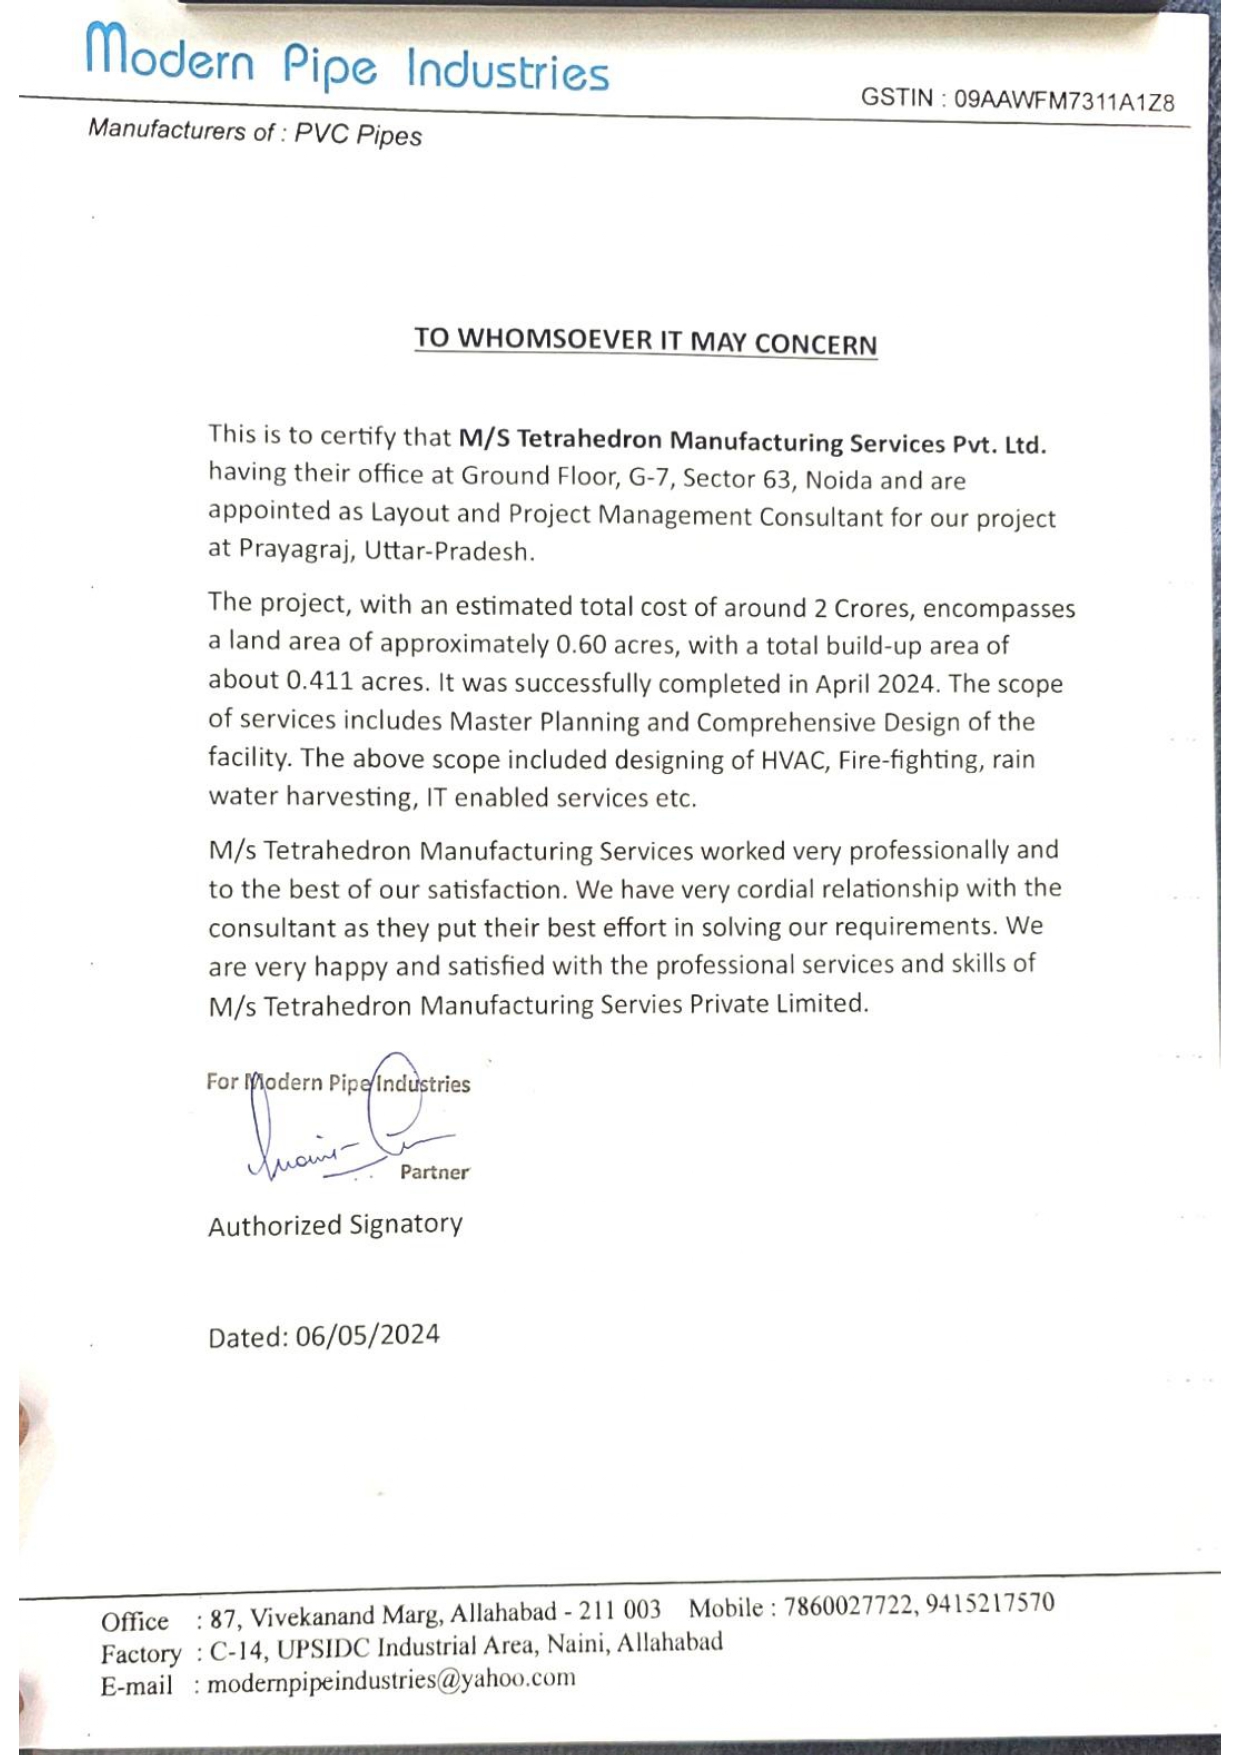 Modern Pipe Industries
GSTIN : 09AAWFM7311A1Z8
Manufacturers of : PVC Pipes
TO WHOMSOEVER IT MAY CONCERN
This is to certify that M/S Tetrahedron Manufacturing Services Pvt. Ltd.
having their office at Ground Floor, G-7, Sector 63, Noida and are
appointed as Layout and Project Management Consultant for our project
at Prayagraj, Uttar-Pradesh.
The project, with an estimated total cost of around 2 Crores, encompasses
a land area of approximately 0.60 acres, with a total build-up area of
about 0.411 acres. It was successfully completed in April 2024. The scope
of services includes Master Planning and Comprehensive Design of the
facility. The above scope included designing of HVAC, Fire-fighting, rain
water harvesting, IT enabled services etc.
M/s Tetrahedron Manufacturing Services worked very professionally and
to the best of our satisfaction. We have very cordial relationship with the
consultant as they put their best effort in solving our requirements. We
are very happy and satisfied with the professional services and skills of
M/s Tetrahedron Manufacturing Servies Private Limited.
For Modern Pipe Industries
Partner
Authorized Signatory
Dated: 06/05/2024
Office : 87, Vivekanand Marg, Allahabad - 211 003 Mobile : 7860027722, 9415217570
Factory : C-14, UPSIDC Industrial Area, Naini, Allahabad
E-mail : modernpipeindustries@yahoo.com